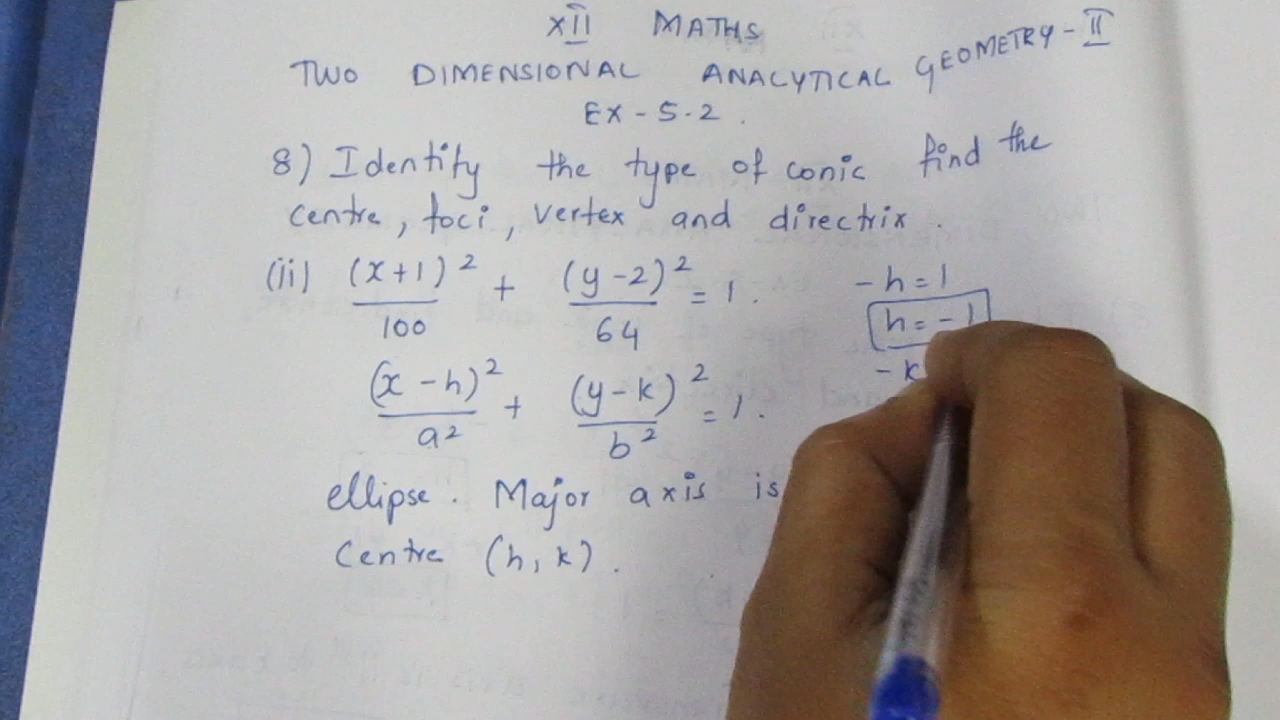 XII MATHS
TWO DIMENSIONAL ANALYTICAL GEOMETRY - II
EX - 5.2 .
8) Identify the type of conic find the
centre, foci, vertex and directrix .
(ii) (x+1)²/100 + (y-2)²/64 = 1 .
-h = 1
h = -1
(x-h)²/a² + (y-k)²/b² = 1 .
-k
ellipse . Major axis is
Centre (h, k) .